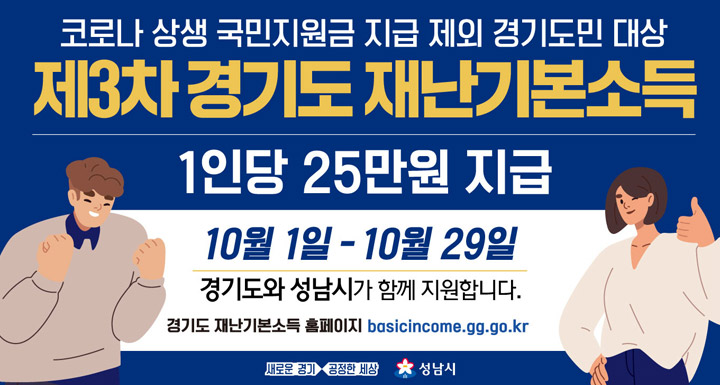 코로나 상생 국민지원금 지급 제외 경기도민 대상
제3차 경기도 재난기본소득
1인당 25만원 지급
10월 1일 - 10월 29일
경기도와 성남시가 함께 지원합니다.
경기도 재난기본소득 홈페이지 basicincome.gg.go.kr
새로운 경기 공정한 세상 성남시